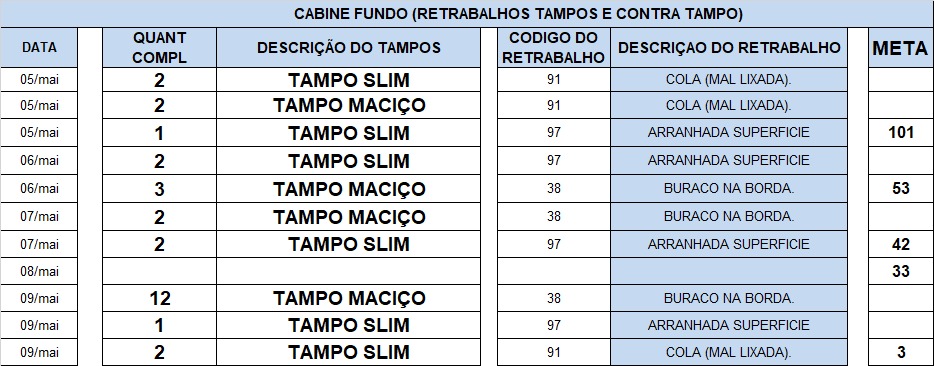 CABINE FUNDO (RETRABALHOS TAMPOS E CONTRA TAMPO)
DATA QUANT COMPL DESCRIÇÃO DO TAMPOS CODIGO DO RETRABALHO DESCRIÇAO DO RETRABALHO META
05/mai 2 TAMPO SLIM 91 COLA (MAL LIXADA).
05/mai 2 TAMPO MACIÇO 91 COLA (MAL LIXADA).
05/mai 1 TAMPO SLIM 97 ARRANHADA SUPERFICIE 101
06/mai 2 TAMPO SLIM 97 ARRANHADA SUPERFICIE
06/mai 3 TAMPO MACIÇO 38 BURACO NA BORDA. 53
07/mai 2 TAMPO MACIÇO 38 BURACO NA BORDA.
07/mai 2 TAMPO SLIM 97 ARRANHADA SUPERFICIE 42
08/mai 33
09/mai 12 TAMPO MACIÇO 38 BURACO NA BORDA.
09/mai 1 TAMPO SLIM 97 ARRANHADA SUPERFICIE
09/mai 2 TAMPO SLIM 91 COLA (MAL LIXADA). 3